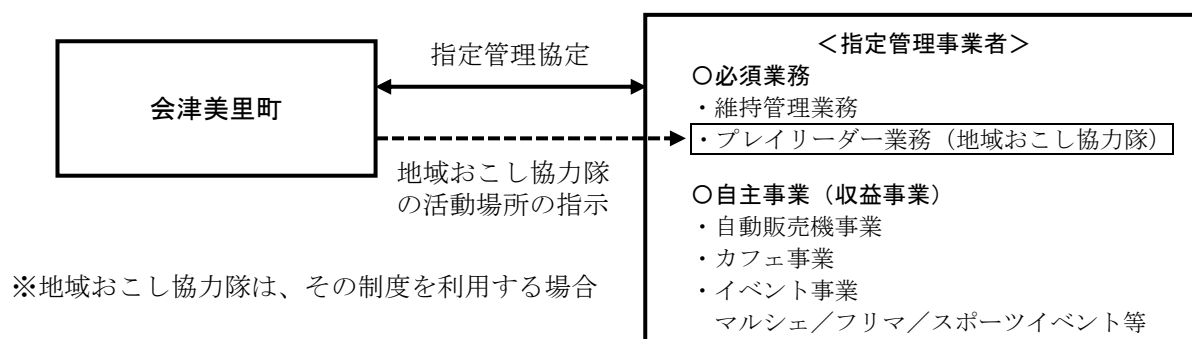 会津美里町
指定管理協定
地域おこし協力隊
の活動場所の指示
※地域おこし協力隊は、その制度を利用する場合
＜指定管理事業者＞
○必須業務
・維持管理業務
・プレイリーダー業務（地域おこし協力隊）
○自主事業（収益事業）
・自動販売機事業
・カフェ事業
・イベント事業
マルシェ／フリマ／スポーツイベント等